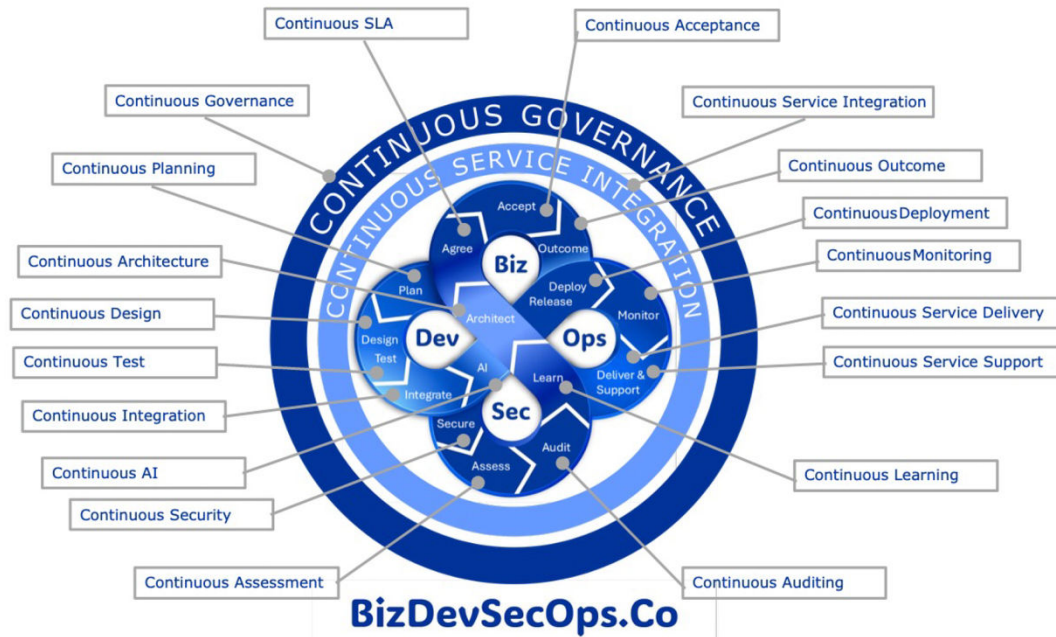 Continuous SLA
Continuous Acceptance
Continuous Governance
Continuous Service Integration
Continuous Planning
Continuous Outcome
Continuous Deployment
Continuous Architecture
Continuous Monitoring
Continuous Design
Continuous Service Delivery
Continuous Test
Continuous Service Support
Continuous Integration
Continuous AI
Continuous Learning
Continuous Security
Continuous Assessment
Continuous Auditing
CONTINUOUS GOVERNANCE
CONTINUOUS SERVICE INTEGRATION
Accept
Agree
Outcome
Biz
Plan
Deploy
Release
Architect
Monitor
Design
Dev
Ops
Test
AI
Learn
Deliver &
Support
Integrate
Sec
Secure
Audit
Assess
BizDevSecOps.Co